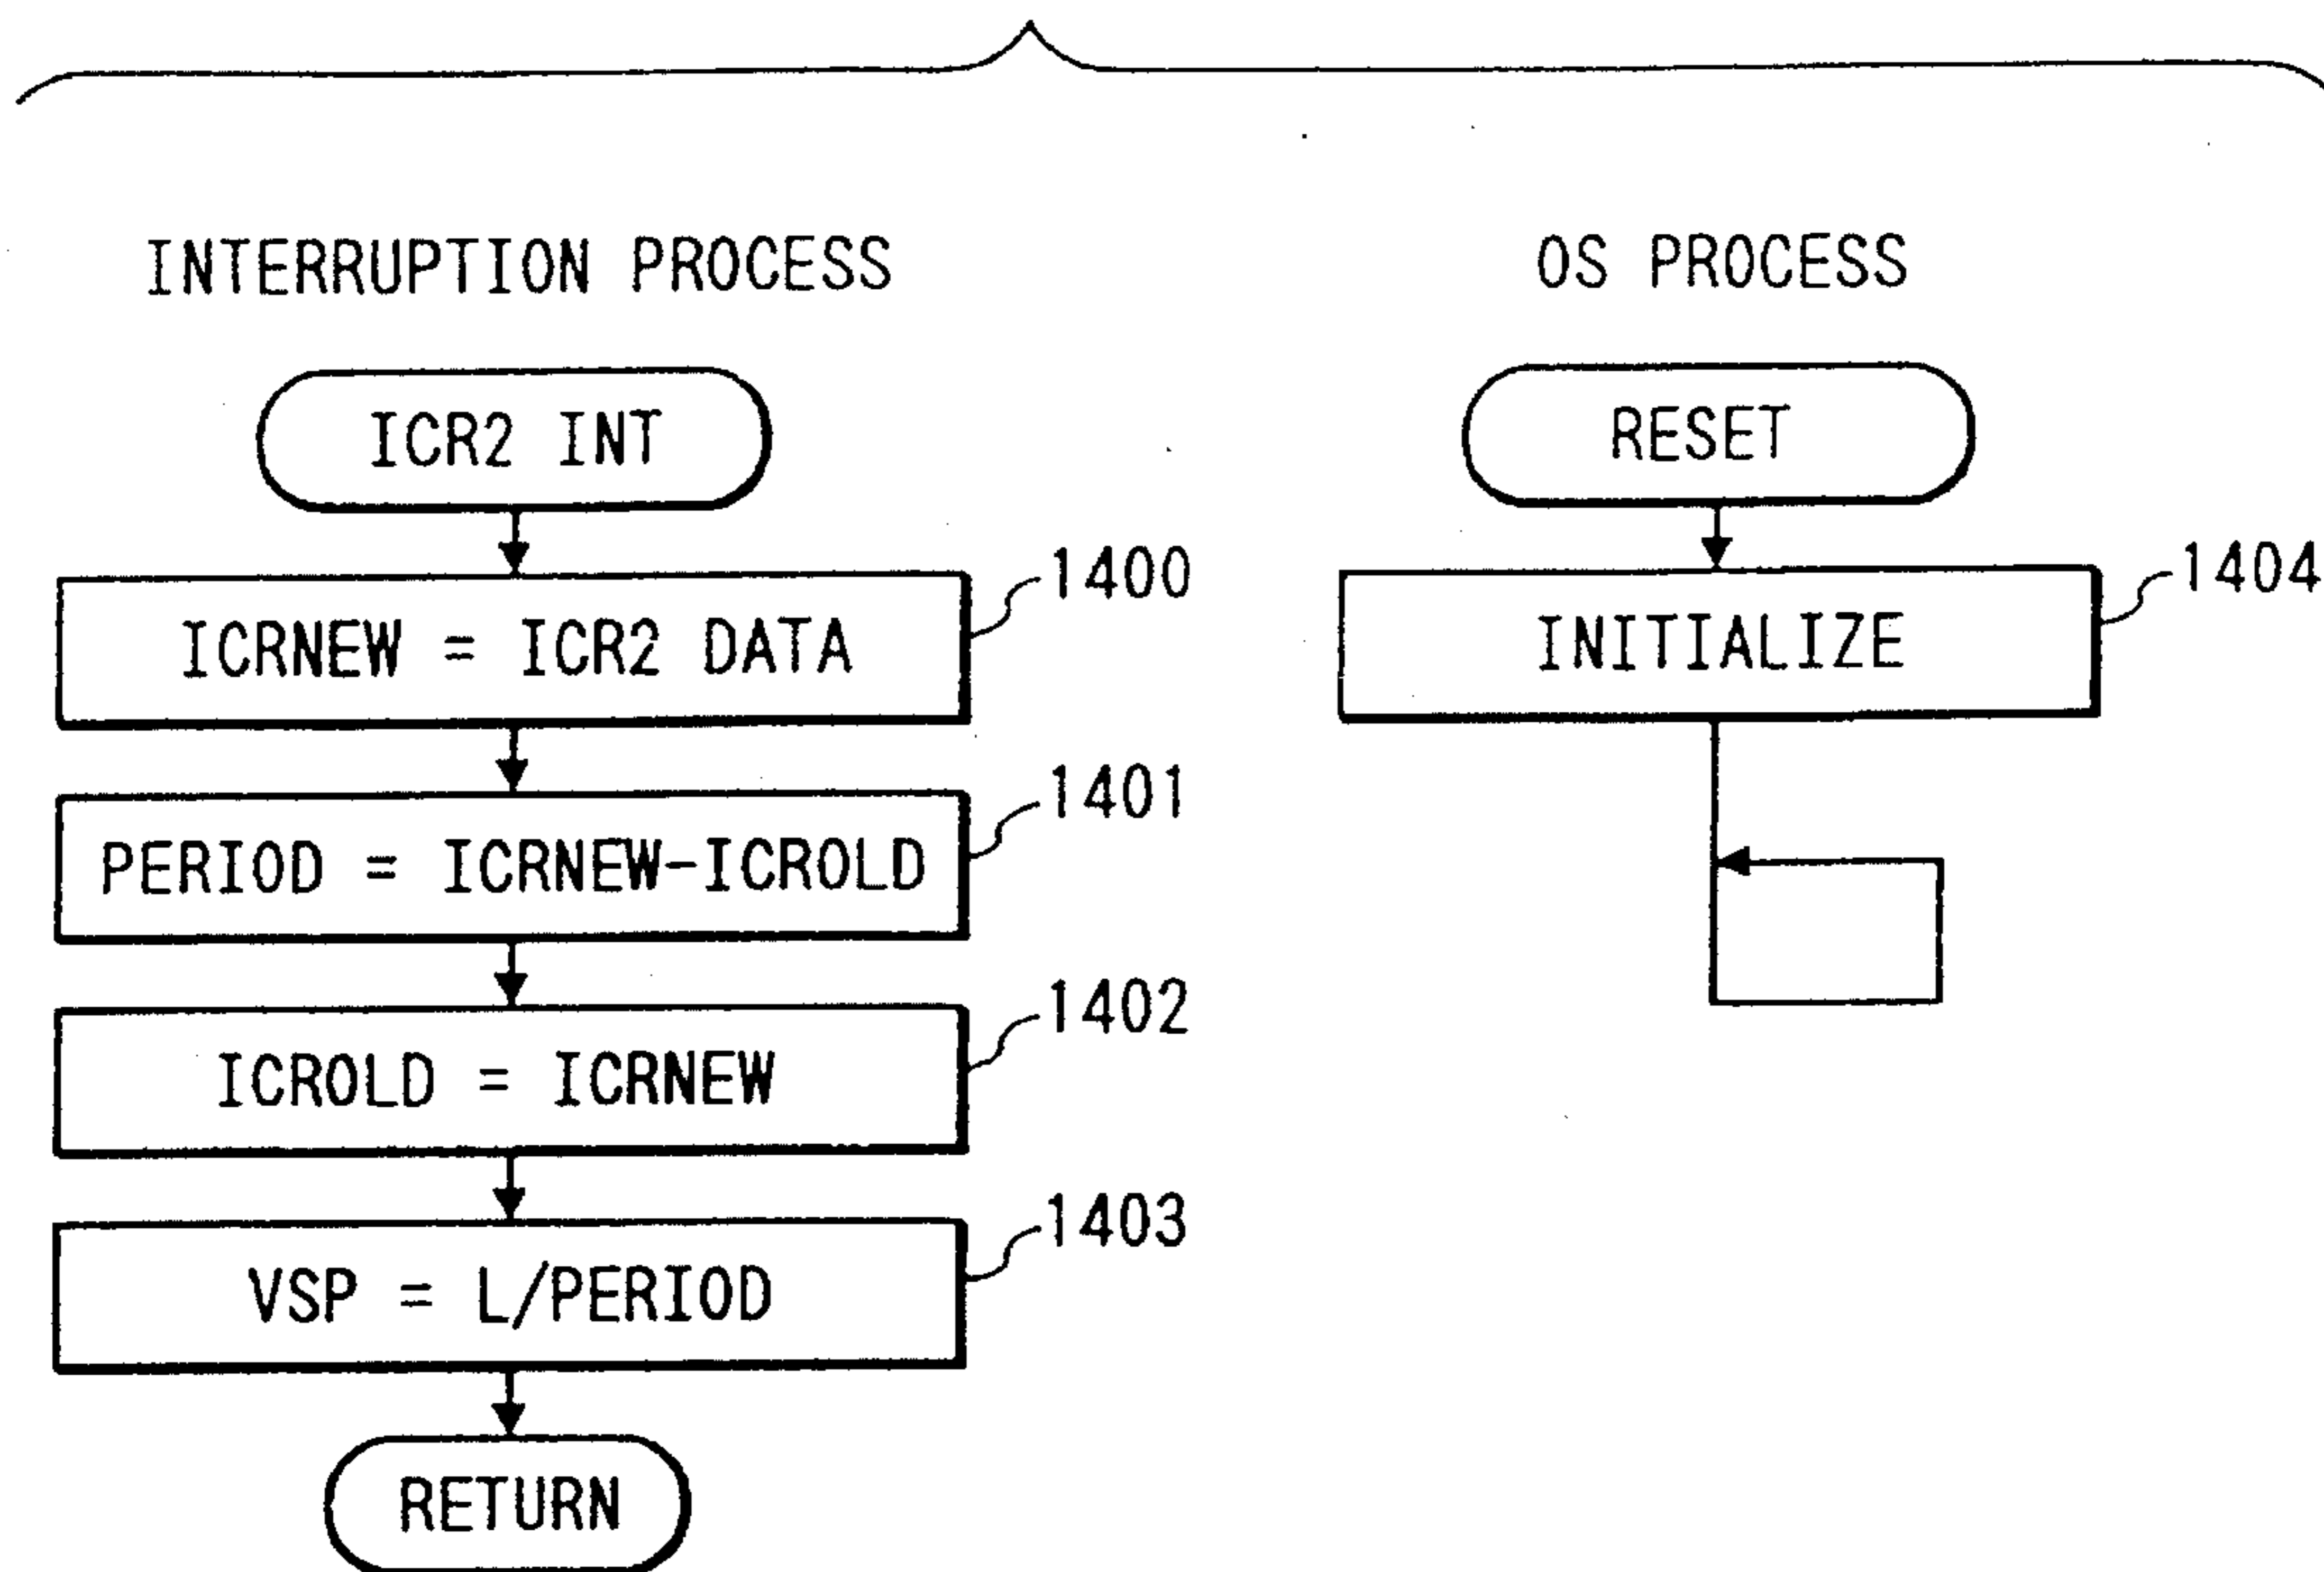 INTERRUPTION PROCESS
ICR2 INT
1400
ICRNEW = ICR2 DATA
1401
PERIOD = ICRNEW-ICROLD
1402
ICROLD = ICRNEW
1403
VSP = L/PERIOD
RETURN
OS PROCESS
RESET
1404
INITIALIZE